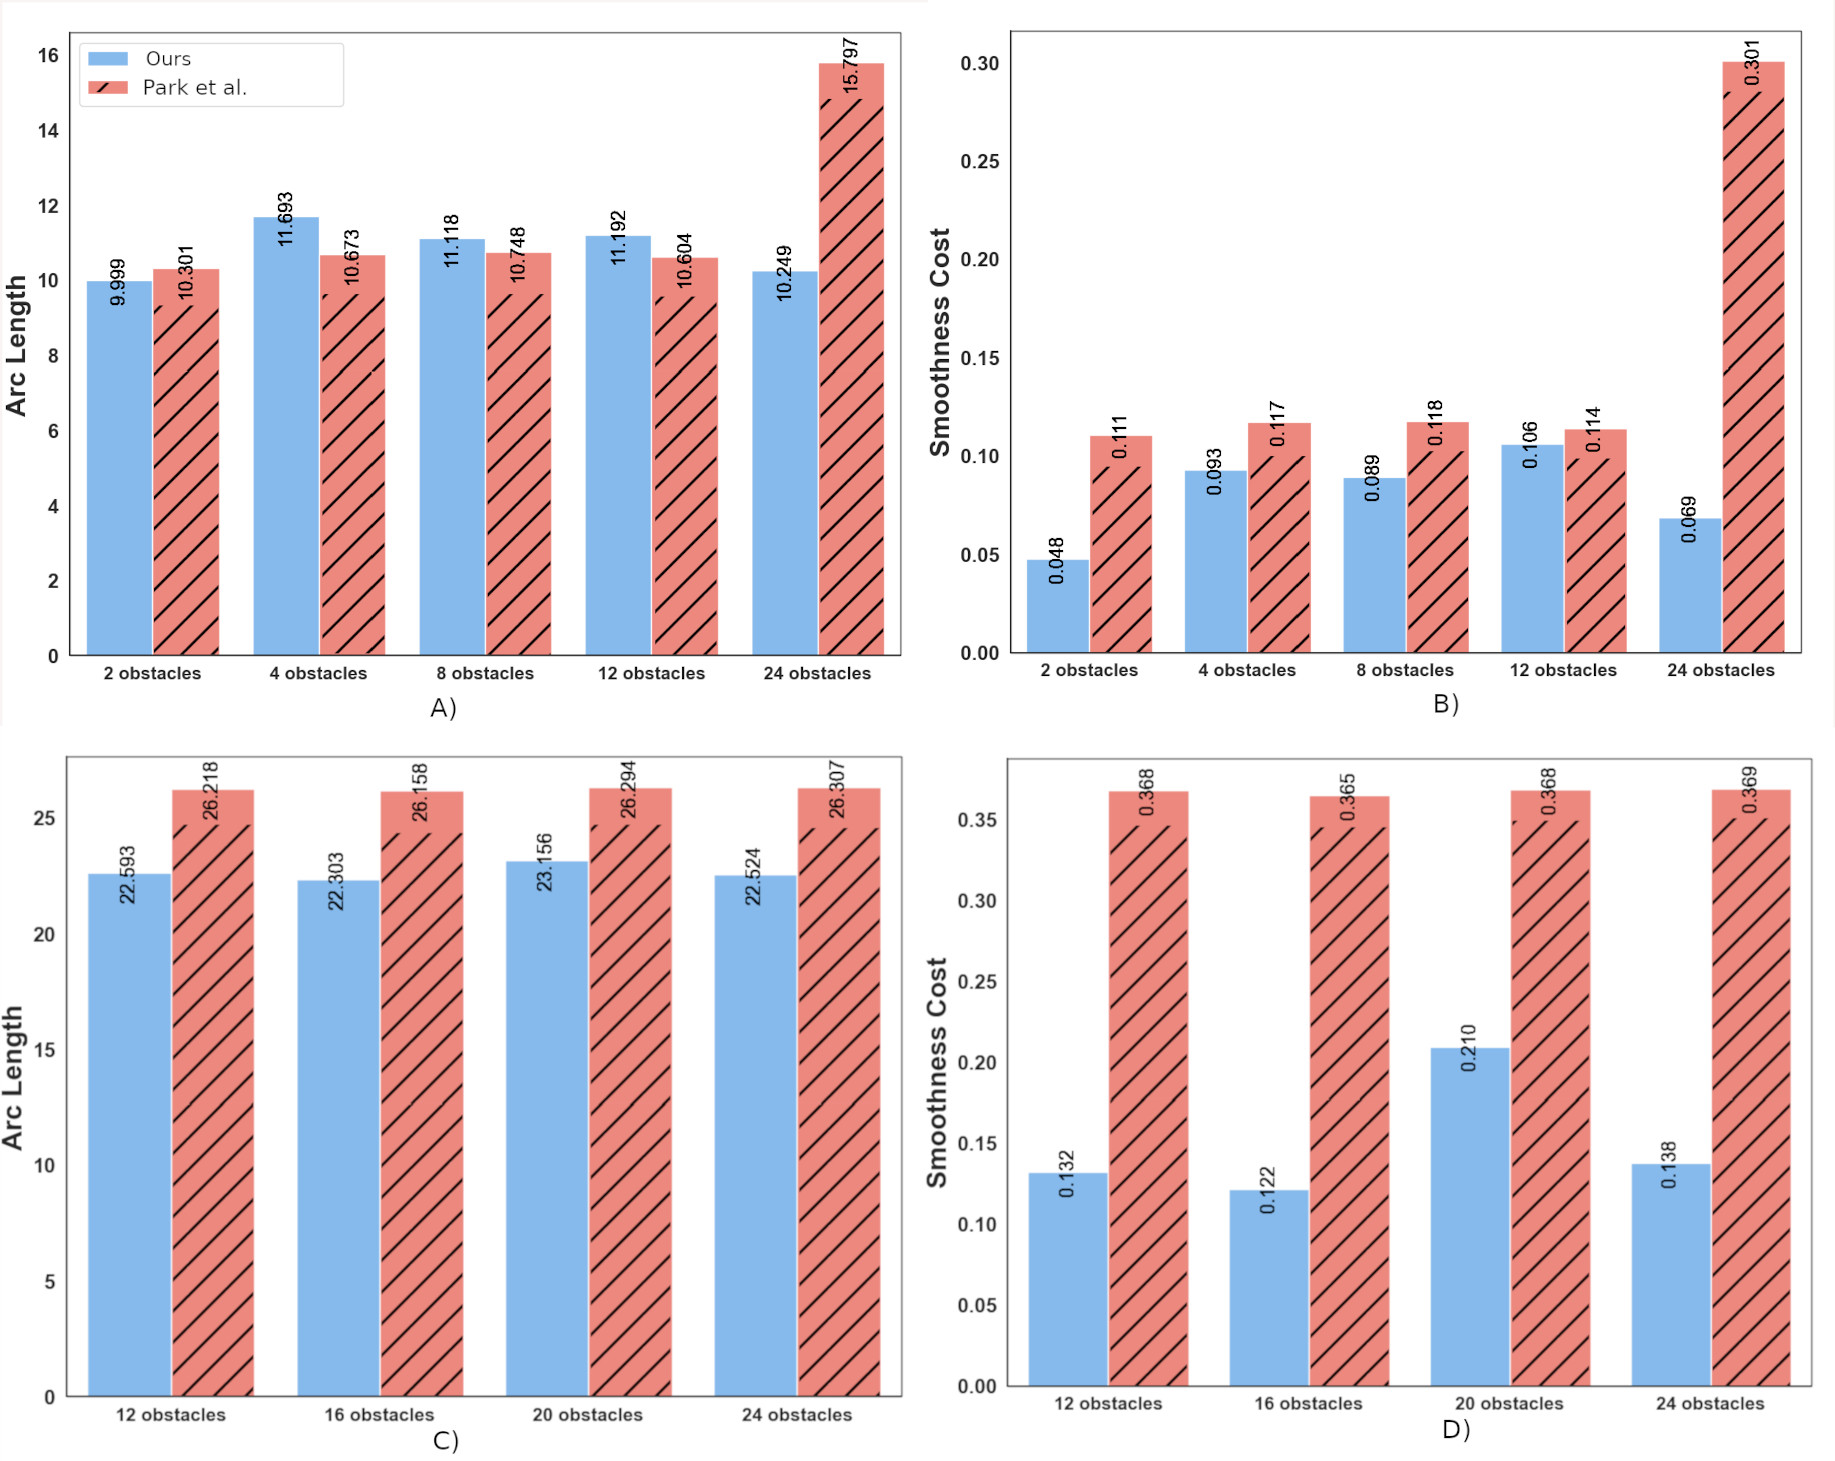 Ours
Park et al.
Arc Length
16
14
12
10
8
6
4
2
0
9.999
10.301
11.693
10.673
11.118
10.748
11.192
10.604
10.249
15.797
2 obstacles
4 obstacles
8 obstacles
12 obstacles
24 obstacles
A)
Smoothness Cost
0.30
0.25
0.20
0.15
0.10
0.05
0.00
0.048
0.111
0.093
0.117
0.089
0.118
0.106
0.114
0.069
0.301
2 obstacles
4 obstacles
8 obstacles
12 obstacles
24 obstacles
B)
Arc Length
25
20
15
10
5
0
22.593
26.218
22.303
26.158
23.156
26.294
22.524
26.307
12 obstacles
16 obstacles
20 obstacles
24 obstacles
C)
Smoothness Cost
0.35
0.30
0.25
0.20
0.15
0.10
0.05
0.00
0.132
0.368
0.122
0.365
0.210
0.368
0.138
0.369
12 obstacles
16 obstacles
20 obstacles
24 obstacles
D)